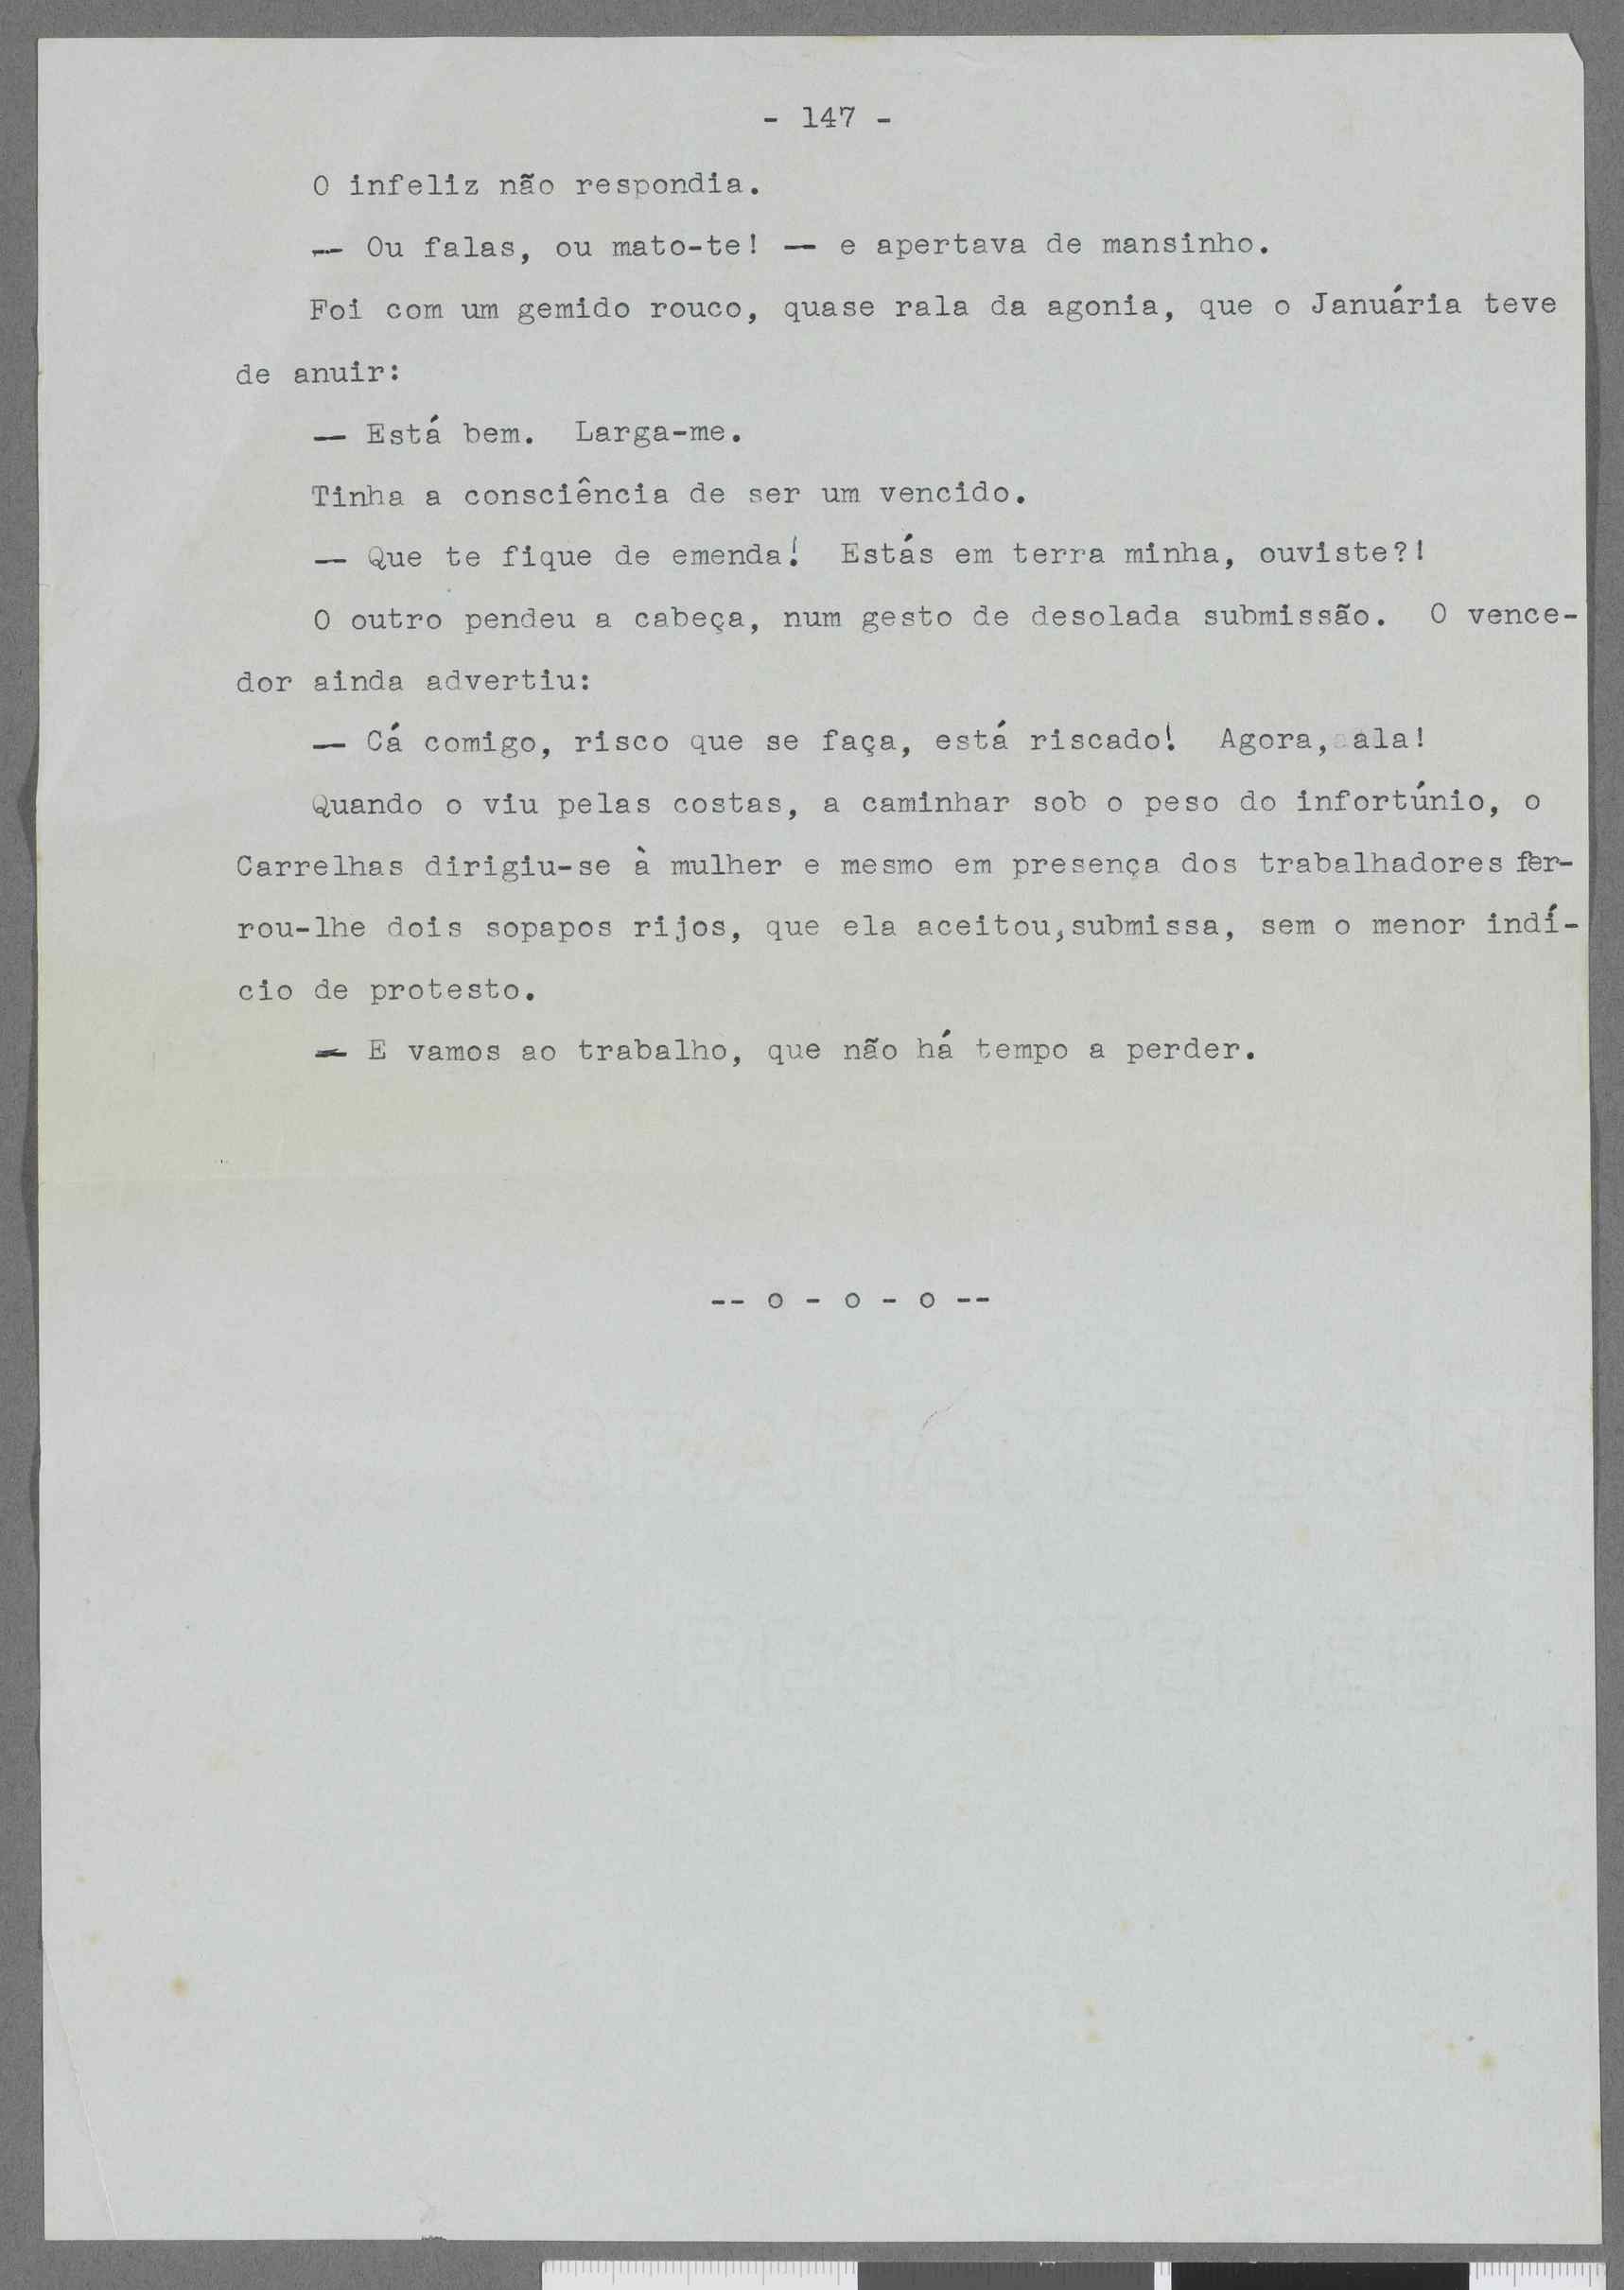 - 147 -
O infeliz não respondia.
— Ou falas, ou mato-te! — e apertava de mansinho.
Foi com um gemido rouco, quase rala da agonia, que o Januária teve
de anuir:
— Está bem. Larga-me.
Tinha a consciência de ser um vencido.
— Que te fique de emenda! Estás em terra minha, ouviste?!
O outro pendeu a cabeça, num gesto de desolada submissão. O vence-
dor ainda advertiu:
— Cá comigo, risco que se faça, está riscado! Agora, ala!
Quando o viu pelas costas, a caminhar sob o peso do infortúnio, o
Carrelhas dirigiu-se à mulher e mesmo em presença dos trabalhadores fer-
rou-lhe dois sopapos rijos, que ela aceitou, submissa, sem o menor indí-
cio de protesto.
— E vamos ao trabalho, que não há tempo a perder.
-- o - o - o --